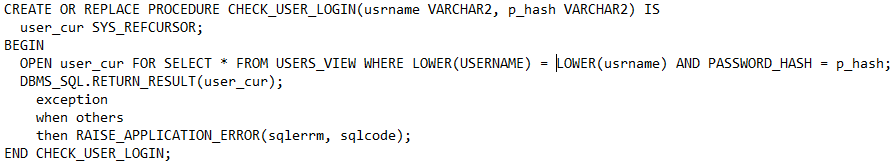 CREATE OR REPLACE PROCEDURE CHECK_USER_LOGIN(usrname VARCHAR2, p_hash VARCHAR2) IS
  user_cur SYS_REFCURSOR;
BEGIN
  OPEN user_cur FOR SELECT * FROM USERS_VIEW WHERE LOWER(USERNAME) = LOWER(usrname) AND PASSWORD_HASH = p_hash;
  DBMS_SQL.RETURN_RESULT(user_cur);
    exception
    when others
    then RAISE_APPLICATION_ERROR(sqlerrm, sqlcode);
END CHECK_USER_LOGIN;